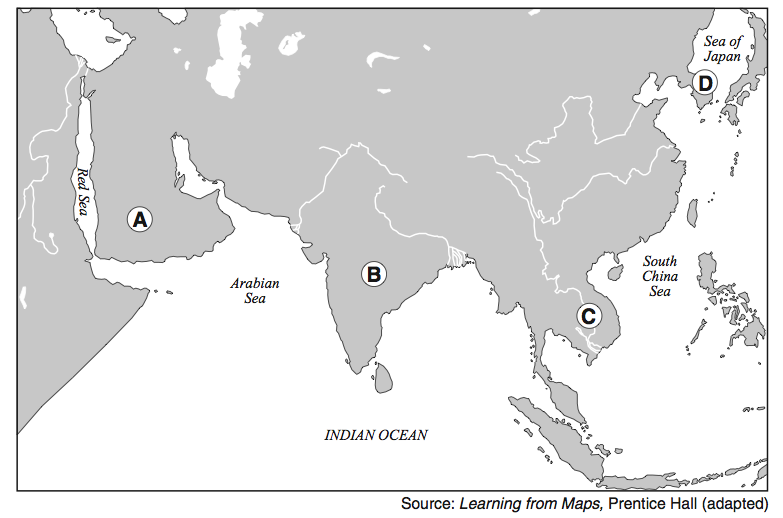 Sea of
Japan
D
Red Sea
A
B
Arabian
Sea
South
China
Sea
C
INDIAN OCEAN
Source: Learning from Maps, Prentice Hall (adapted)